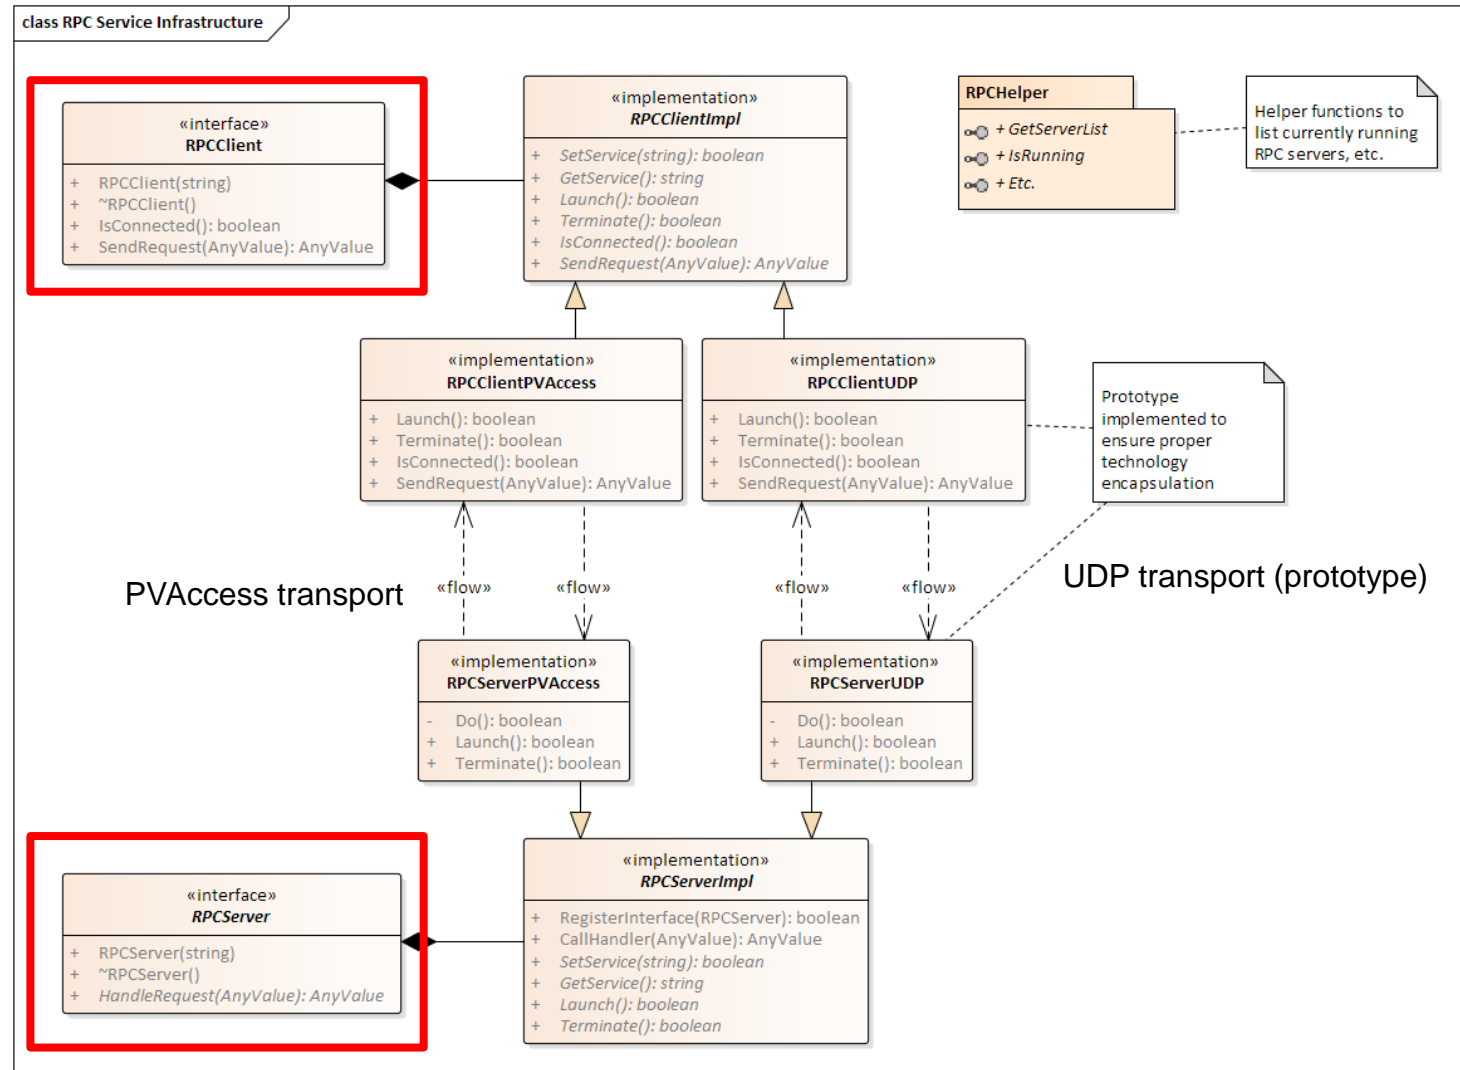 class RPC Service Infrastructure
«interface»
RPCClient
+ RPCClient(string)
+ ~RPCClient()
+ IsConnected(): boolean
+ SendRequest(AnyValue): AnyValue
«implementation»
RPCClientImpl
+ SetService(string): boolean
+ GetService(): string
+ Launch(): boolean
+ Terminate(): boolean
+ IsConnected(): boolean
+ SendRequest(AnyValue): AnyValue
RPCHelper
+ GetServerList
+ IsRunning
+ Etc.
Helper functions to
list currently running
RPC servers, etc.
«implementation»
RPCClientPVAccess
+ Launch(): boolean
+ Terminate(): boolean
+ IsConnected(): boolean
+ SendRequest(AnyValue): AnyValue
«implementation»
RPCClientUDP
+ Launch(): boolean
+ Terminate(): boolean
+ IsConnected(): boolean
+ SendRequest(AnyValue): AnyValue
Prototype
implemented to
ensure proper
technology
encapsulation
PVAccess transport
«flow»
«flow»
«flow»
«flow»
UDP transport (prototype)
«implementation»
RPCServerPVAccess
- Do(): boolean
+ Launch(): boolean
+ Terminate(): boolean
«implementation»
RPCServerUDP
- Do(): boolean
+ Launch(): boolean
+ Terminate(): boolean
«interface»
RPCServer
+ RPCServer(string)
+ ~RPCServer()
+ HandleRequest(AnyValue): AnyValue
«implementation»
RPCServerImpl
+ RegisterInterface(RPCServer): boolean
+ CallHandler(AnyValue): AnyValue
+ SetService(string): boolean
+ GetService(): string
+ Launch(): boolean
+ Terminate(): boolean